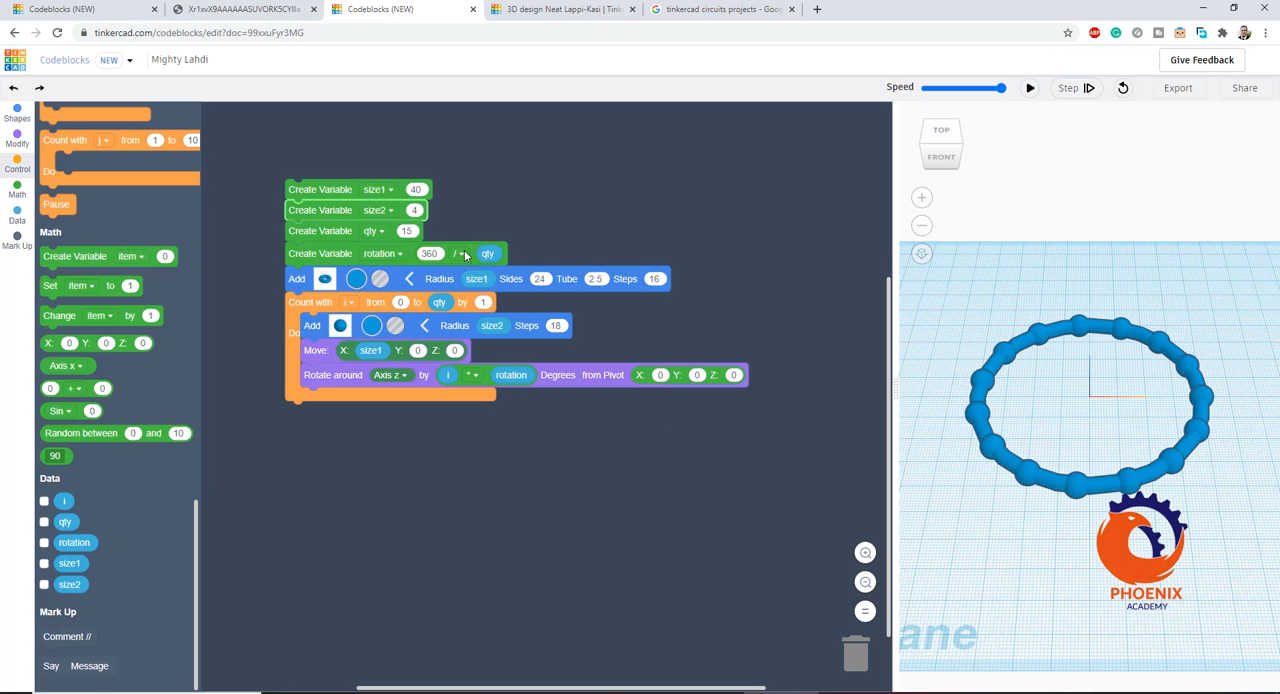 Codeblocks (NEW)
Xr1xvX9AAAAAASUVORK5CYII=
Codeblocks (NEW)
3D design Neat Lappi-Kasi | Tink
tinkercad circuits projects - Goog
tinkercad.com/codeblocks/edit?doc=99xxuFyr3MG
ABP
TIN
KER
CAD
Codeblocks
NEW
Mighty Lahdi
Give Feedback
Speed
Step
Export
Share
Shapes
Modify
Control
Math
Data
Mark Up
Count with j from 1 to 10
Do
Pause
Math
Create Variable item 0
Set item to 1
Change item by 1
X: 0 Y: 0 Z: 0
Axis x
0 + 0
Sin 0
Random between 0 and 10
90
Data
i
qty
rotation
size1
size2
Mark Up
Comment //
Say Message
Create Variable size1 40
Create Variable size2 4
Create Variable qty 15
Create Variable rotation 360 / qty
Add Radius size1 Sides 24 Tube 2.5 Steps 16
Count with i from 0 to qty by 1
Do
Add Radius size2 Steps 18
Move: X: size1 Y: 0 Z: 0
Rotate around Axis z by i * rotation Degrees from Pivot X: 0 Y: 0 Z: 0
TOP
FRONT
PHOENIX
ACADEMY
ane